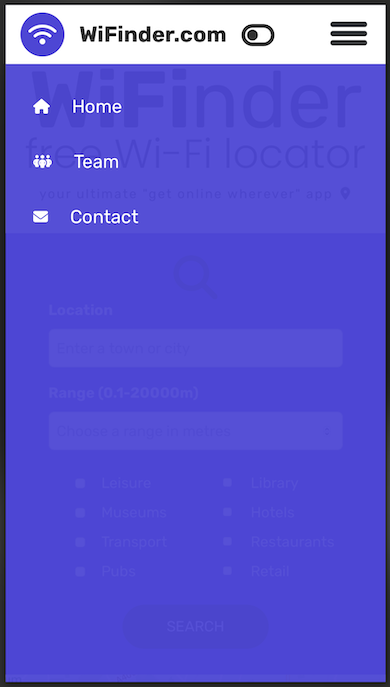 WiFinder.com
WiFinder
Home
free Wi-Fi locator
Team
your ultimate "get online wherever" app
Contact
Location
Enter a town or city
Range (0.1-20000m)
Choose a range in metres
Leisure Library
Museums Hotels
Transport Restaurants
Pubs Retail
SEARCH